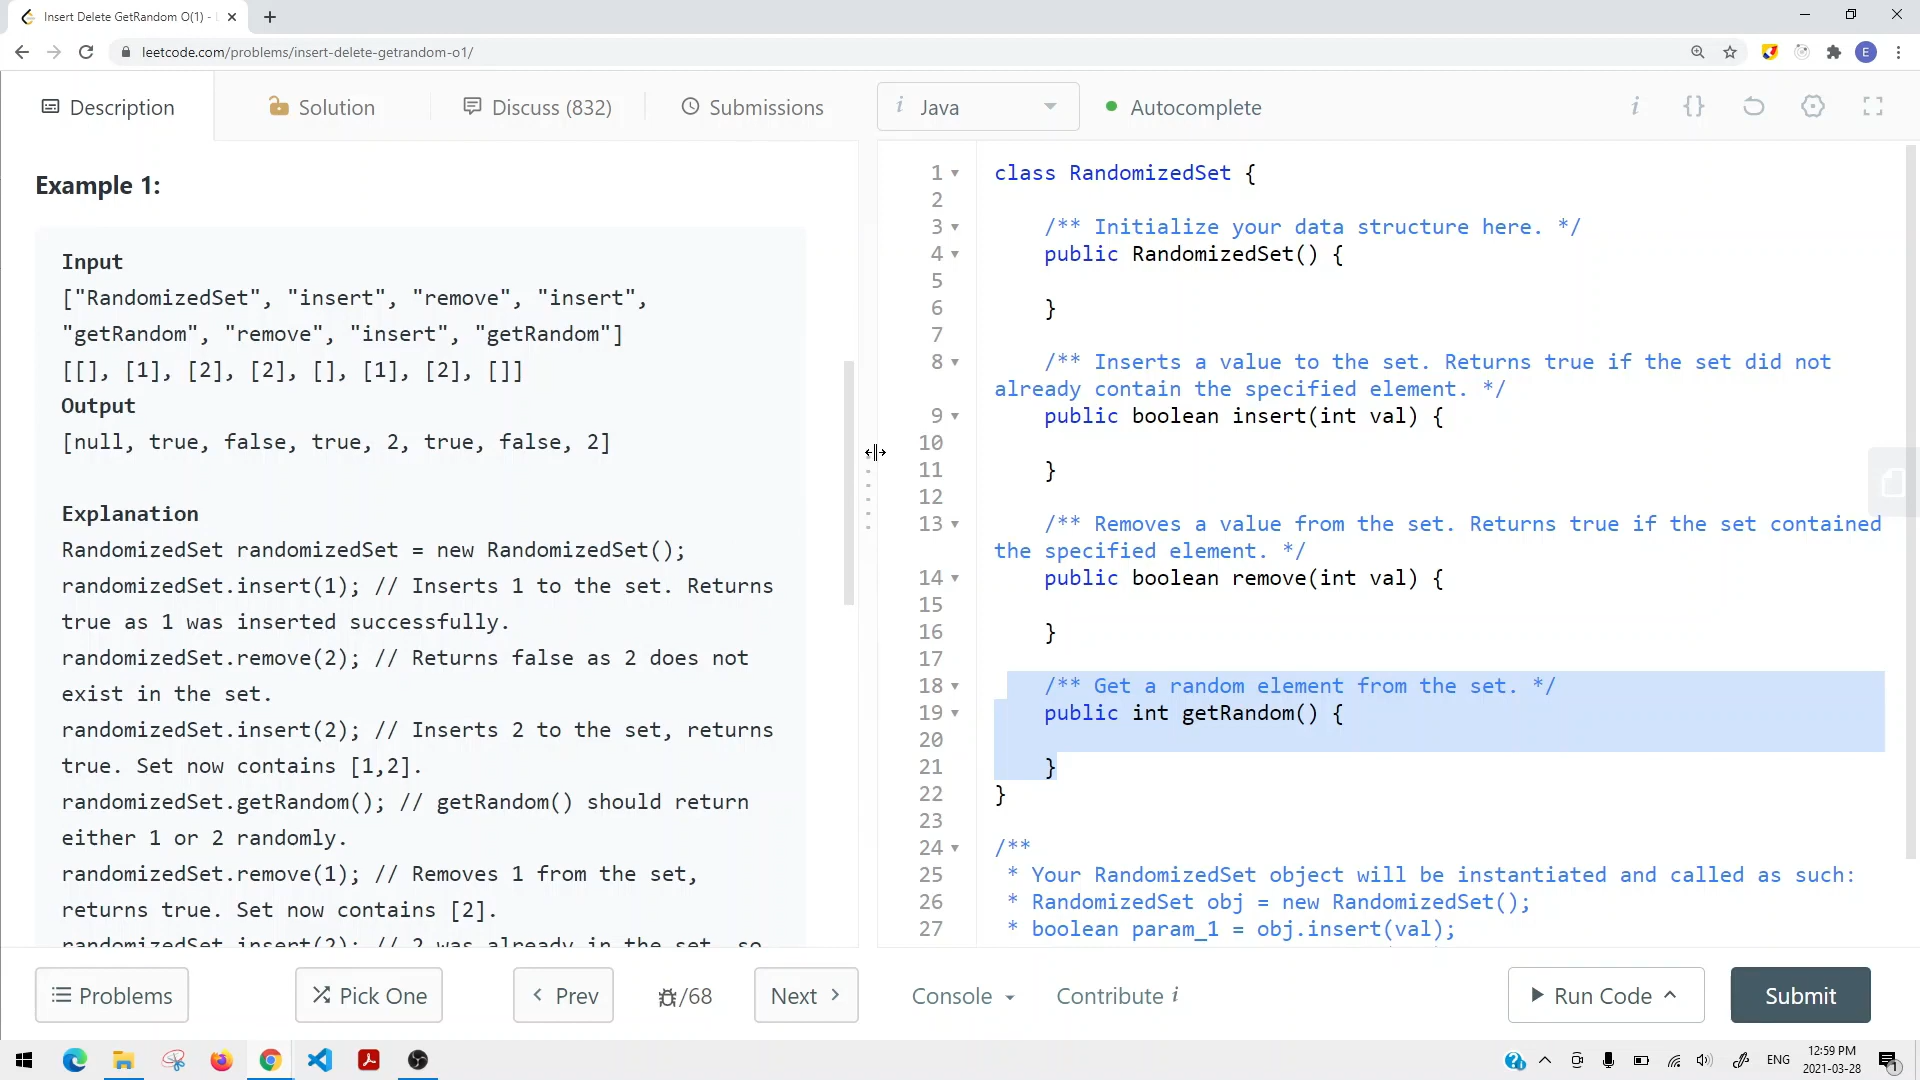 Insert Delete GetRandom O(1) -
leetcode.com/problems/insert-delete-getrandom-o1/
E
Description
Solution
Discuss (832)
Submissions
i Java
Autocomplete
i {}
Example 1:
Input
["RandomizedSet", "insert", "remove", "insert",
"getRandom", "remove", "insert", "getRandom"]
[[], [1], [2], [2], [], [1], [2], []]
Output
[null, true, false, true, 2, true, false, 2]
Explanation
RandomizedSet randomizedSet = new RandomizedSet();
randomizedSet.insert(1); // Inserts 1 to the set. Returns
true as 1 was inserted successfully.
randomizedSet.remove(2); // Returns false as 2 does not
exist in the set.
randomizedSet.insert(2); // Inserts 2 to the set, returns
true. Set now contains [1,2].
randomizedSet.getRandom(); // getRandom() should return
either 1 or 2 randomly.
randomizedSet.remove(1); // Removes 1 from the set,
returns true. Set now contains [2].
randomizedSet.insert(2); // 2 was already in the set, so
1 class RandomizedSet {
2
3 /** Initialize your data structure here. */
4 public RandomizedSet() {
5
6 }
7
8 /** Inserts a value to the set. Returns true if the set did not
already contain the specified element. */
9 public boolean insert(int val) {
10
11 }
12
13 /** Removes a value from the set. Returns true if the set contained
the specified element. */
14 public boolean remove(int val) {
15
16 }
17
18 /** Get a random element from the set. */
19 public int getRandom() {
20
21 }
22 }
23
24 /**
25 * Your RandomizedSet object will be instantiated and called as such:
26 * RandomizedSet obj = new RandomizedSet();
27 * boolean param_1 = obj.insert(val);
Problems
Pick One
Prev
/68
Next
Console
Contribute i
Run Code
Submit
ENG
12:59 PM
2021-03-28
1